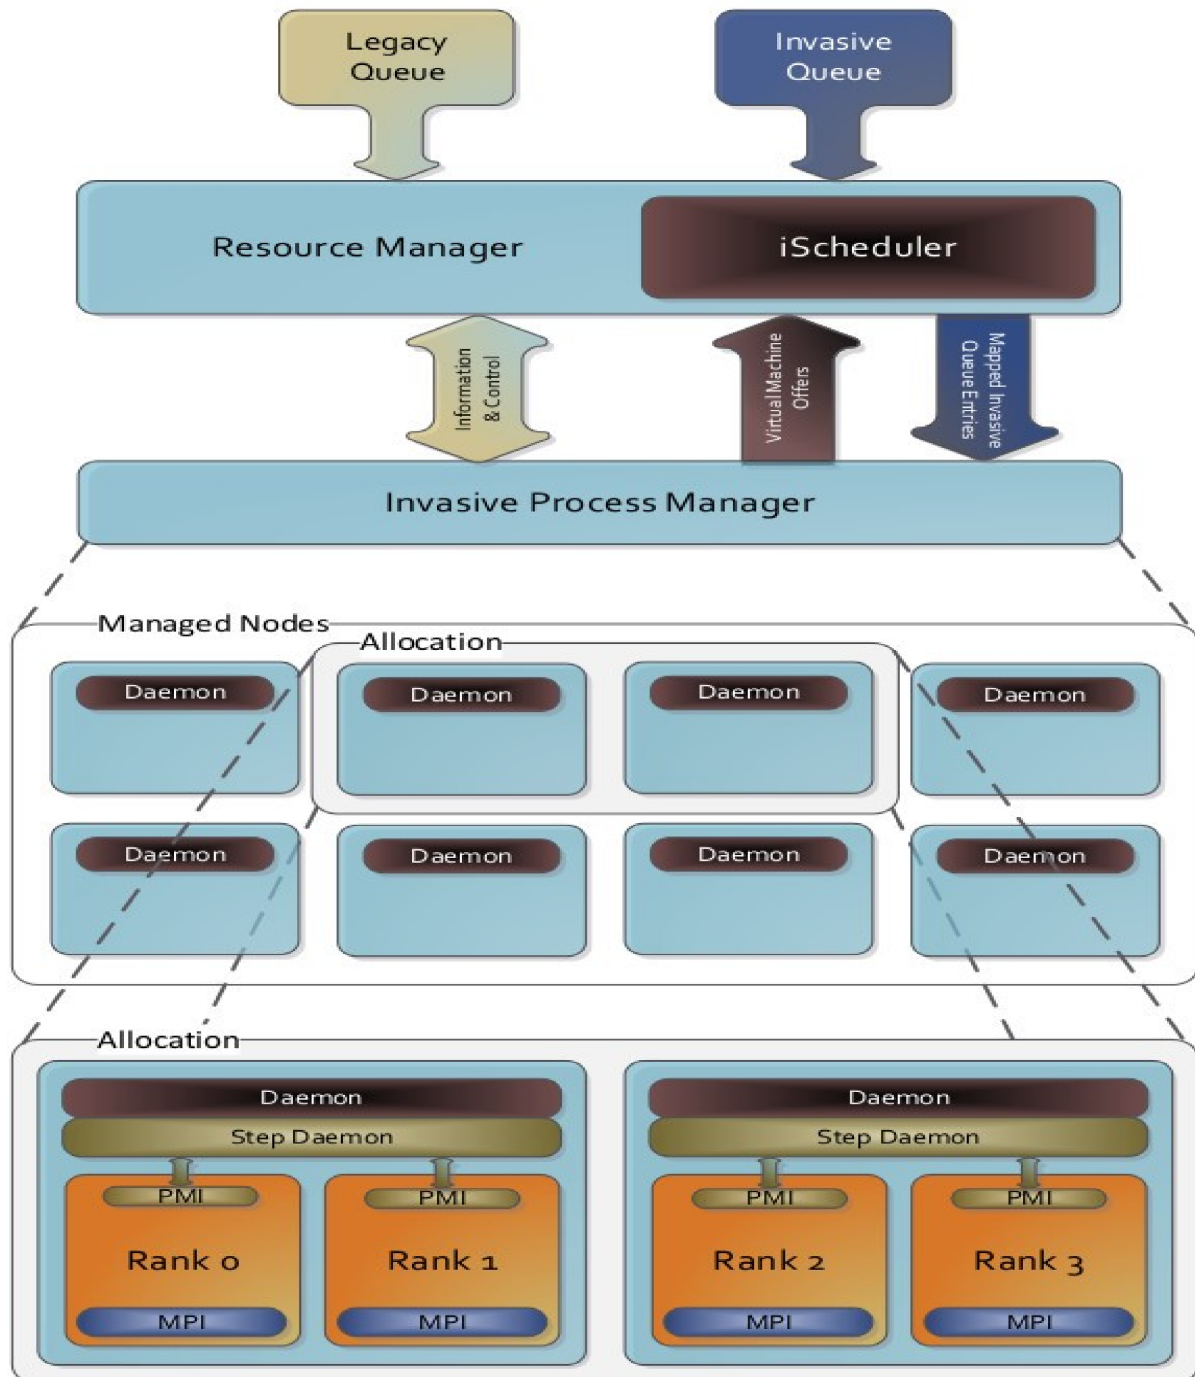 Legacy
Queue
Invasive
Queue
Resource Manager
iScheduler
Information
& Control
Virtual Machine
Offers
Mapped Invasive
Queue Entries
Invasive Process Manager
Managed Nodes
Allocation
Daemon
Daemon
Daemon
Daemon
Daemon
Daemon
Daemon
Daemon
Allocation
Daemon
Step Daemon
PMI
PMI
Rank 0
Rank 1
MPI
MPI
Daemon
Step Daemon
PMI
PMI
Rank 2
Rank 3
MPI
MPI